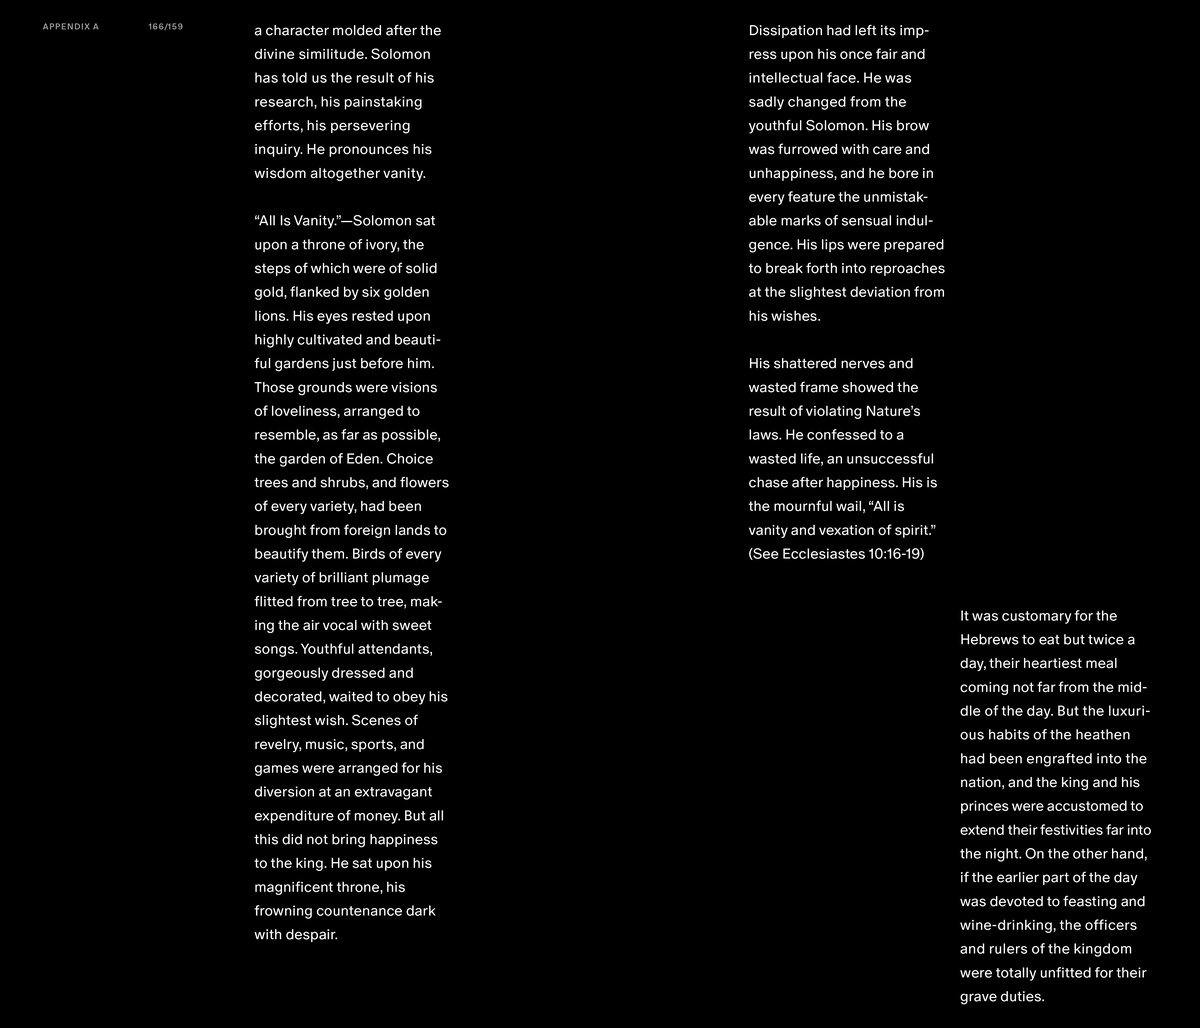 APPENDIX A
166/159
a character molded after the
divine similitude. Solomon
has told us the result of his
research, his painstaking
efforts, his persevering
inquiry. He pronounces his
wisdom altogether vanity.
“All Is Vanity.”—Solomon sat
upon a throne of ivory, the
steps of which were of solid
gold, flanked by six golden
lions. His eyes rested upon
highly cultivated and beauti-
ful gardens just before him.
Those grounds were visions
of loveliness, arranged to
resemble, as far as possible,
the garden of Eden. Choice
trees and shrubs, and flowers
of every variety, had been
brought from foreign lands to
beautify them. Birds of every
variety of brilliant plumage
flitted from tree to tree, mak-
ing the air vocal with sweet
songs. Youthful attendants,
gorgeously dressed and
decorated, waited to obey his
slightest wish. Scenes of
revelry, music, sports, and
games were arranged for his
diversion at an extravagant
expenditure of money. But all
this did not bring happiness
to the king. He sat upon his
magnificent throne, his
frowning countenance dark
with despair.
Dissipation had left its imp-
ress upon his once fair and
intellectual face. He was
sadly changed from the
youthful Solomon. His brow
was furrowed with care and
unhappiness, and he bore in
every feature the unmistak-
able marks of sensual indul-
gence. His lips were prepared
to break forth into reproaches
at the slightest deviation from
his wishes.
His shattered nerves and
wasted frame showed the
result of violating Nature’s
laws. He confessed to a
wasted life, an unsuccessful
chase after happiness. His is
the mournful wail, “All is
vanity and vexation of spirit.”
(See Ecclesiastes 10:16-19)
It was customary for the
Hebrews to eat but twice a
day, their heartiest meal
coming not far from the mid-
dle of the day. But the luxuri-
ous habits of the heathen
had been engrafted into the
nation, and the king and his
princes were accustomed to
extend their festivities far into
the night. On the other hand,
if the earlier part of the day
was devoted to feasting and
wine-drinking, the officers
and rulers of the kingdom
were totally unfitted for their
grave duties.